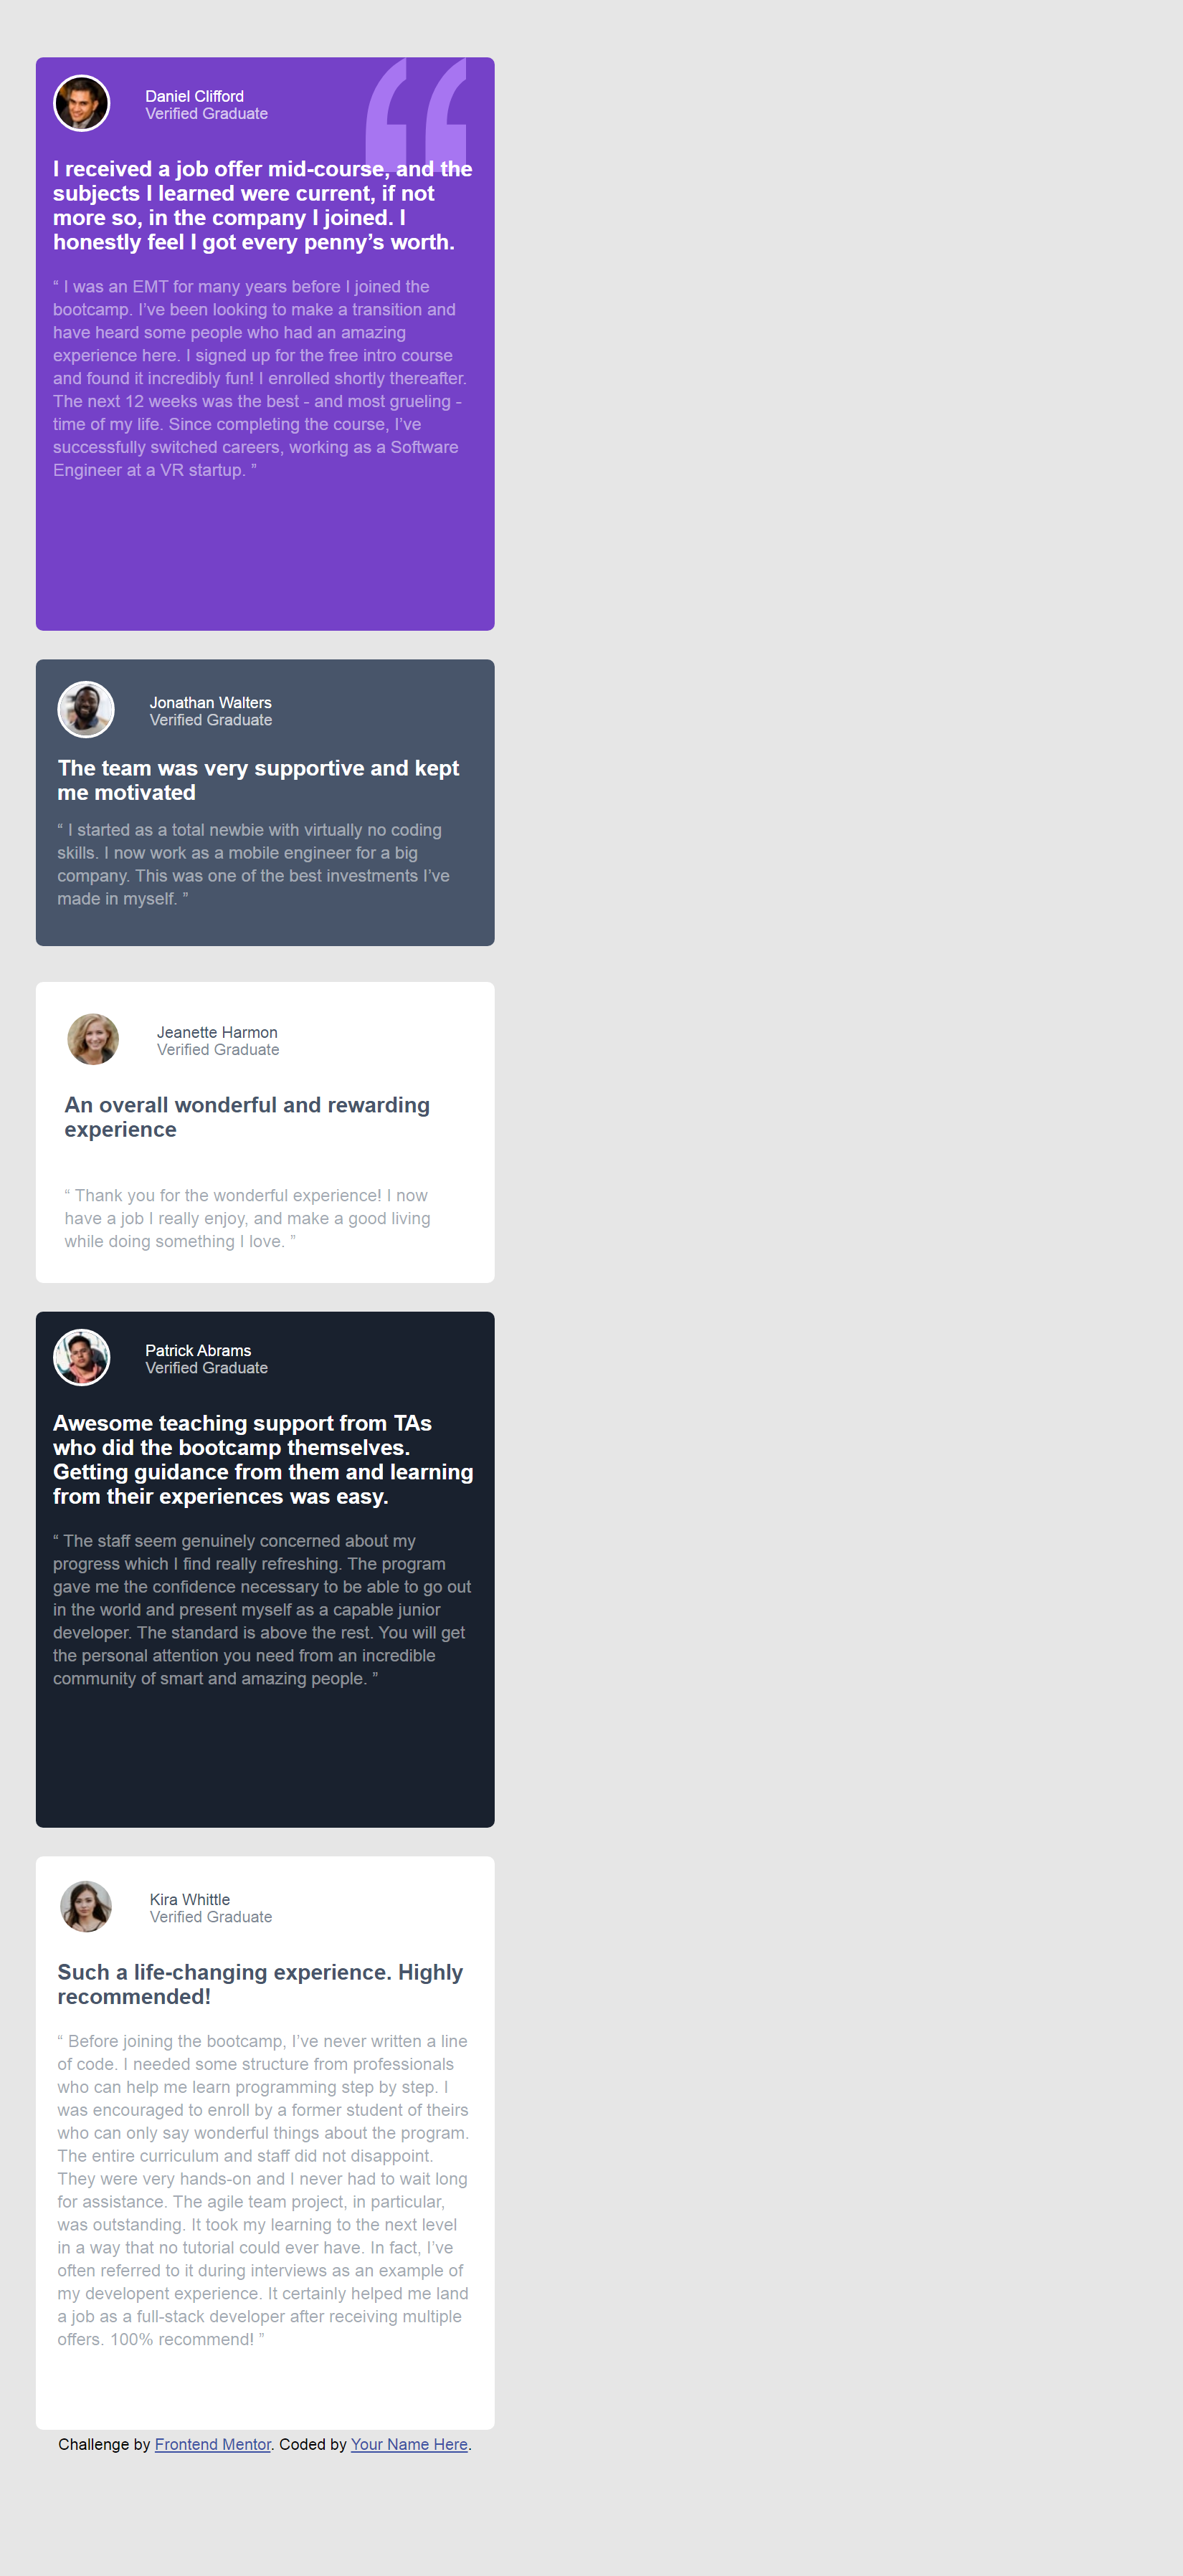 Daniel Clifford
Verified Graduate
I received a job offer mid-course, and the
subjects I learned were current, if not
more so, in the company I joined. I
honestly feel I got every penny’s worth.
“ I was an EMT for many years before I joined the
bootcamp. I’ve been looking to make a transition and
have heard some people who had an amazing
experience here. I signed up for the free intro course
and found it incredibly fun! I enrolled shortly thereafter.
The next 12 weeks was the best - and most grueling -
time of my life. Since completing the course, I’ve
successfully switched careers, working as a Software
Engineer at a VR startup. ”
Jonathan Walters
Verified Graduate
The team was very supportive and kept
me motivated
“ I started as a total newbie with virtually no coding
skills. I now work as a mobile engineer for a big
company. This was one of the best investments I’ve
made in myself. ”
Jeanette Harmon
Verified Graduate
An overall wonderful and rewarding
experience
“ Thank you for the wonderful experience! I now
have a job I really enjoy, and make a good living
while doing something I love. ”
Patrick Abrams
Verified Graduate
Awesome teaching support from TAs
who did the bootcamp themselves.
Getting guidance from them and learning
from their experiences was easy.
“ The staff seem genuinely concerned about my
progress which I find really refreshing. The program
gave me the confidence necessary to be able to go out
in the world and present myself as a capable junior
developer. The standard is above the rest. You will get
the personal attention you need from an incredible
community of smart and amazing people. ”
Kira Whittle
Verified Graduate
Such a life-changing experience. Highly
recommended!
“ Before joining the bootcamp, I’ve never written a line
of code. I needed some structure from professionals
who can help me learn programming step by step. I
was encouraged to enroll by a former student of theirs
who can only say wonderful things about the program.
The entire curriculum and staff did not disappoint.
They were very hands-on and I never had to wait long
for assistance. The agile team project, in particular,
was outstanding. It took my learning to the next level
in a way that no tutorial could ever have. In fact, I’ve
often referred to it during interviews as an example of
my developent experience. It certainly helped me land
a job as a full-stack developer after receiving multiple
offers. 100% recommend! ”
Challenge by Frontend Mentor. Coded by Your Name Here.